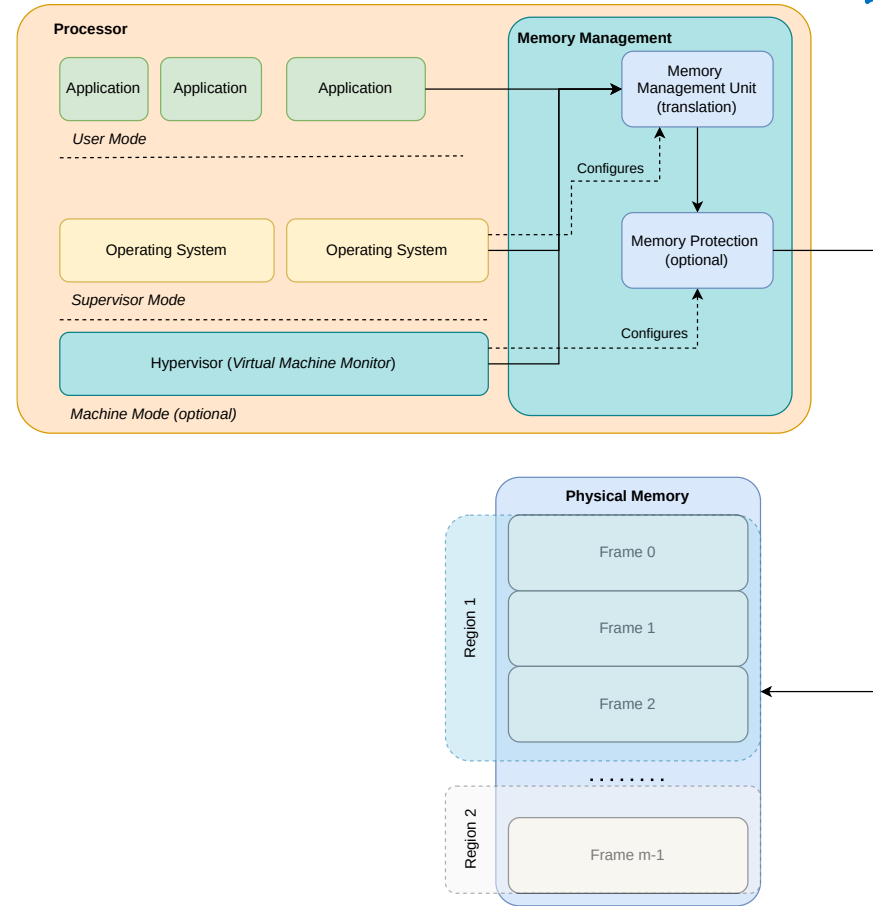 Processor
Memory Management
Application
Application
Application
Memory
Management Unit
(translation)
User Mode
Configures
Operating System
Operating System
Memory Protection
(optional)
Supervisor Mode
Configures
Hypervisor (Virtual Machine Monitor)
Machine Mode (optional)
Physical Memory
Region 1
Frame 0
Frame 1
Frame 2
. . . . . . . .
Region 2
Frame m-1